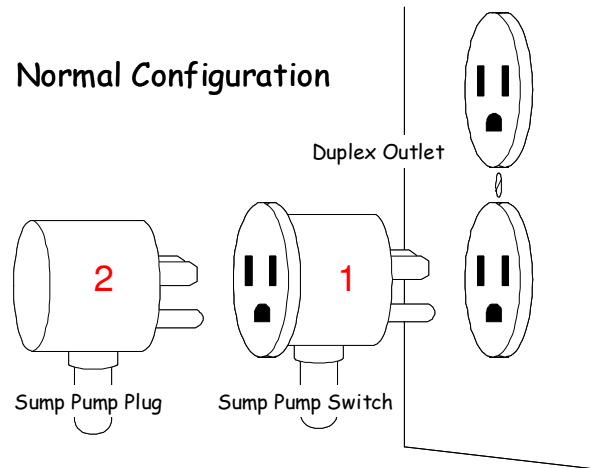 Normal Configuration
Duplex Outlet
2
1
Sump Pump Plug
Sump Pump Switch